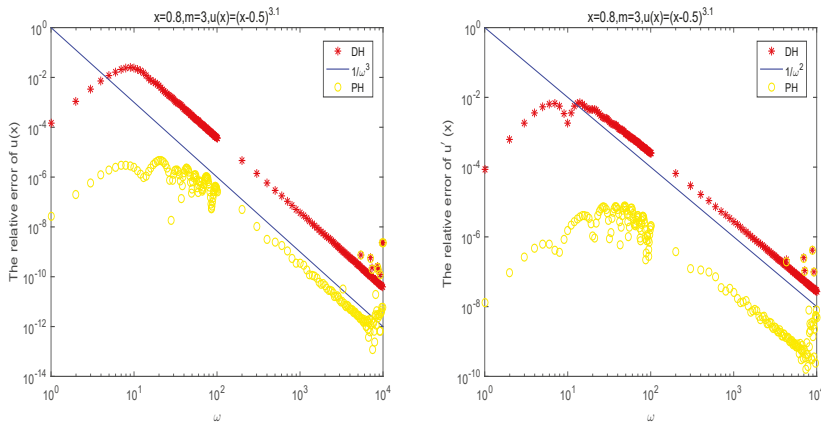 x=0.8,m=3,u(x)=(x-0.5)^3.1
The relative error of u(x)
10^0
10^-2
10^-4
10^-6
10^-8
10^-10
10^-12
10^-14
DH
1/ω^3
PH
10^0
10^1
10^2
10^3
10^4
ω
x=0.8,m=3,u(x)=(x-0.5)^3.1
The relative error of u′ (x)
10^0
10^-2
10^-4
10^-6
10^-8
10^-10
DH
1/ω^2
PH
10^0
10^1
10^2
10^3
10^4
ω